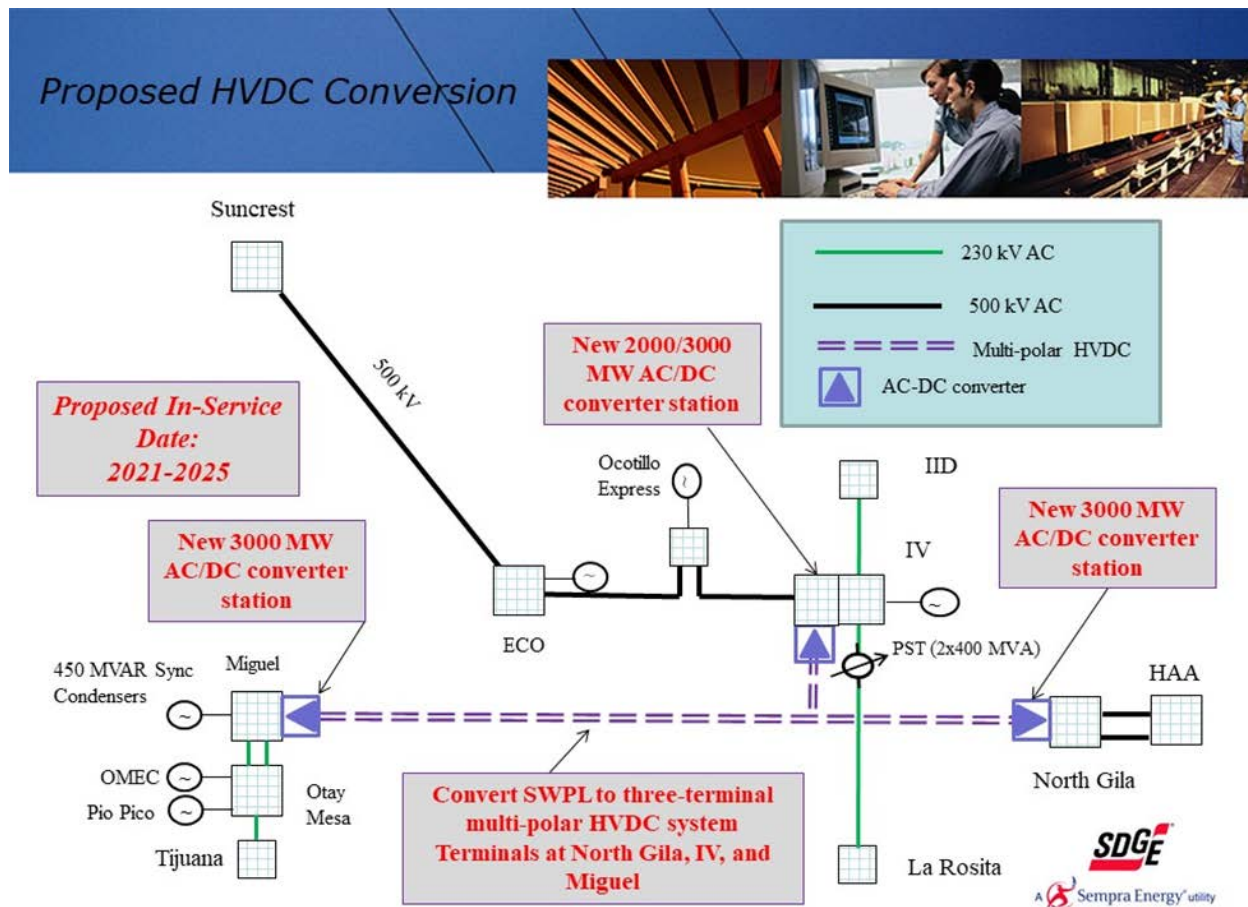 Proposed HVDC Conversion
Suncrest
230 kV AC
500 kV AC
Multi-polar HVDC
AC-DC converter
500 kV
New 2000/3000
MW AC/DC
converter station
Proposed In-Service
Date:
2021-2025
Ocotillo
Express
IID
New 3000 MW
AC/DC converter
station
New 3000 MW
AC/DC converter
station
IV
~
~
~
ECO
PST (2x400 MVA)
Miguel
450 MVAR Sync
Condensers
~
HAA
North Gila
OMEC
~
Pio Pico
~
Otay
Mesa
Tijuana
Convert SWPL to three-terminal
multi-polar HVDC system
Terminals at North Gila, IV, and
Miguel
La Rosita
SDGE
A Sempra Energy® utility